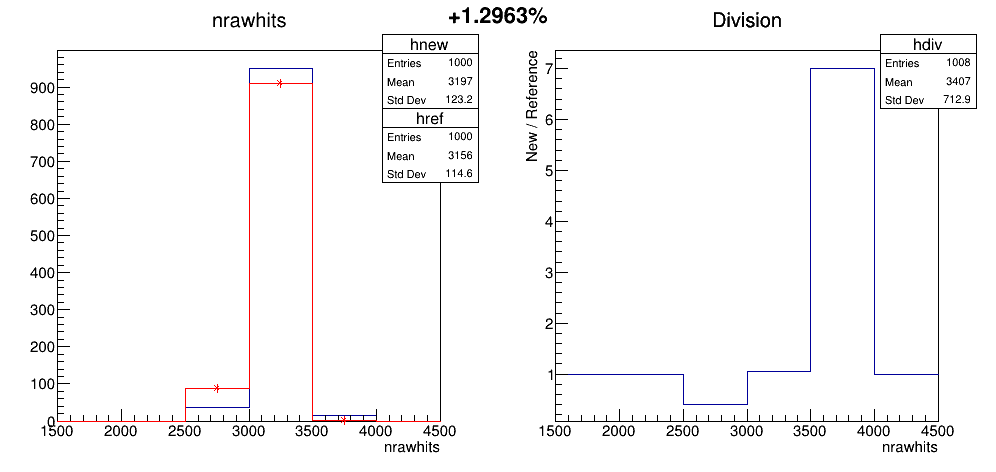 +1.2963%
nrawhits
hnew
Entries 1000
Mean 3197
Std Dev 123.2
href
Entries 1000
Mean 3156
Std Dev 114.6
900
800
700
600
500
400
300
200
100
0
1500 2000 2500 3000 3500 4000 4500
nrawhits
Division
hdiv
Entries 1008
Mean 3407
Std Dev 712.9
New / Reference
7
6
5
4
3
2
1
1500 2000 2500 3000 3500 4000 4500
nrawhits